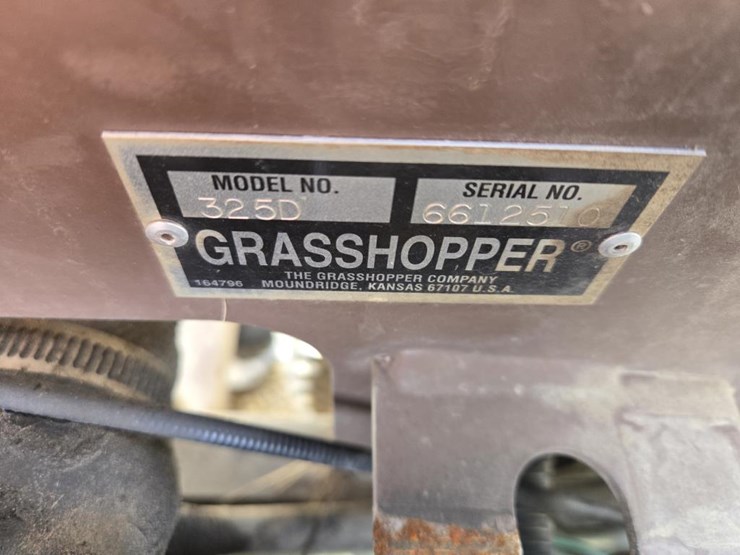 MODEL NO. SERIAL NO.
325D 6612510
GRASSHOPPER®
THE GRASSHOPPER COMPANY
164796 MOUNDRIDGE, KANSAS 67107 U.S.A.